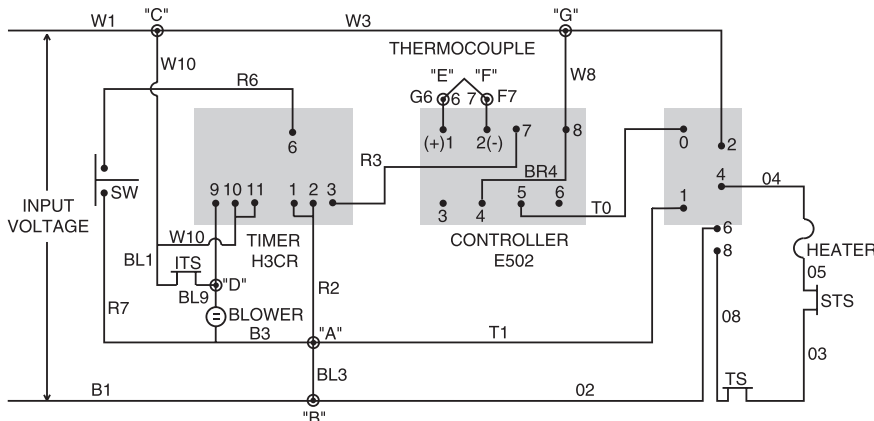 W1 "C" W3 "G"
W10 THERMOCOUPLE
"E" "F" W8
R6 G6 6 7 F7
6 (+)1 2(-) 7 8 0 2
R3 BR4 4 04
SW 9 10 11 1 2 3 5 6 1
3 4 T0 6
INPUT VOLTAGE
W10 TIMER CONTROLLER 8 HEATER
H3CR E502
BL1 ITS "D" 05
BL9 R2 STS
R7 BLOWER 08
B3 "A" T1 03
BL3 TS
B1 02
"B"